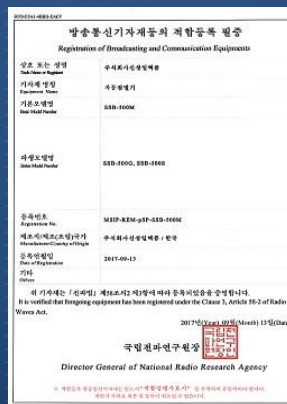 방송통신기자재등의 적합등록 필증
Registration of Broadcasting and Communication Equipments
상호 또는 성명
Trade Name or Registrant
주식회사신성일렉콤
기자재 명칭
Equipment Name
자동점멸기
기본모델명
Basic Model Number
SSB-500M
파생모델명
Series Model Number
SSB-500G, SSB-500S
등록번호
Registration No.
MSIP-REM-pSP-SSB-500M
제조자/제조(조립)국가
Manufacturer/Country of Origin
주식회사신성일렉콤 / 한국
등록연월일
Date of Registration
2017-09-13
기타
Others
위 기자재는 「전파법」 제58조의2 제3항에 따라 등록되었음을 증명합니다.
It is verified that foregoing equipment has been registered under the Clause 3, Article 58-2 of Radio
Waves Act.
2017년(Year) 09월(Month) 13일(Date)
국립전파연구원장
Director General of National Radio Research Agency